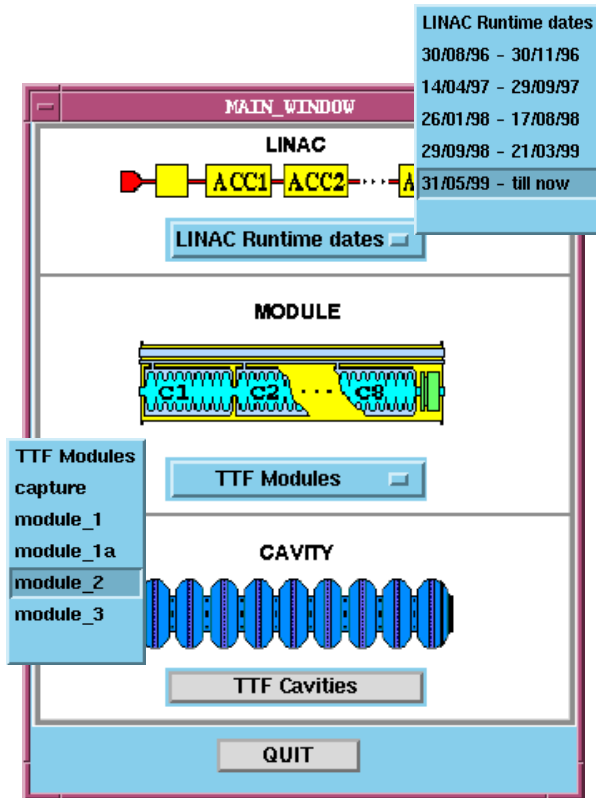 LINAC Runtime dates
30/08/96 - 30/11/96
14/04/97 - 29/09/97
26/01/98 - 17/08/98
29/09/98 - 21/03/99
31/05/99 - till now
MAIN_WINDOW
LINAC
ACC1 ACC2 ··· A
LINAC Runtime dates
MODULE
C1 C2 ··· C8
TTF Modules
TTF Modules
capture
module_1
module_1a
module_2
module_3
CAVITY
TTF Cavities
QUIT